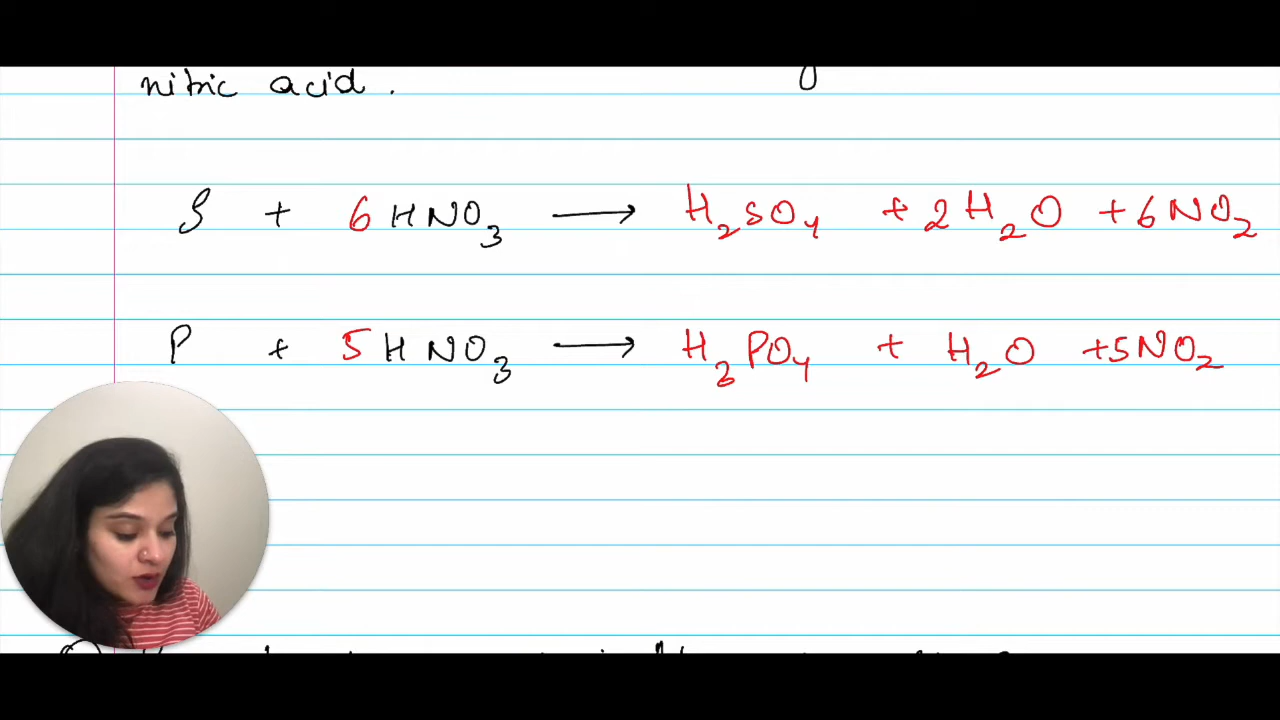 nitric acid.
S + 6HNO₃ → H₂SO₄ + 2H₂O + 6NO₂
P + 5HNO₃ → H₃PO₄ + H₂O + 5NO₂